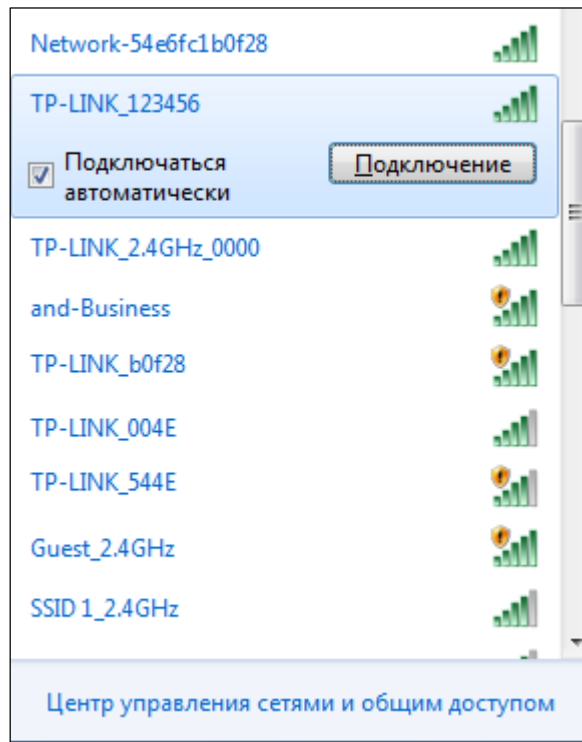 Network-54e6fc1b0f28
TP-LINK_123456
Подключаться
автоматически
Подключение
TP-LINK_2.4GHz_0000
and-Business
TP-LINK_b0f28
TP-LINK_004E
TP-LINK_544E
Guest_2.4GHz
SSID 1_2.4GHz
Центр управления сетями и общим доступом